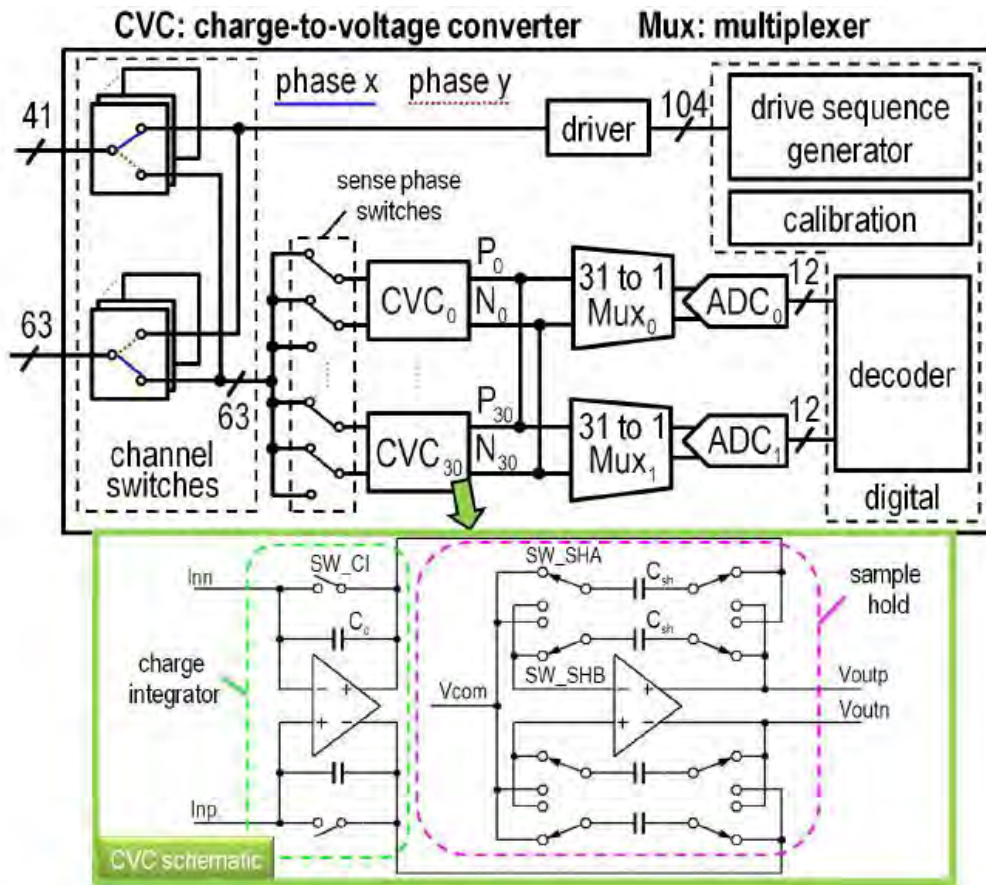 CVC: charge-to-voltage converter Mux: multiplexer
phase x phase y
41
driver
104
drive sequence
generator
sense phase
switches
calibration
63
63
CVC0
P0
N0
31 to 1
Mux0
ADC0
12
decoder
CVC30
P30
N30
31 to 1
Mux1
ADC1
12
channel
switches
digital
Inn
SW_CI
Cc
SW_SHA
Csh
sample
hold
Csh
charge
integrator
SW_SHB
Vcom
Voutp
Voutn
Inp
CVC schematic